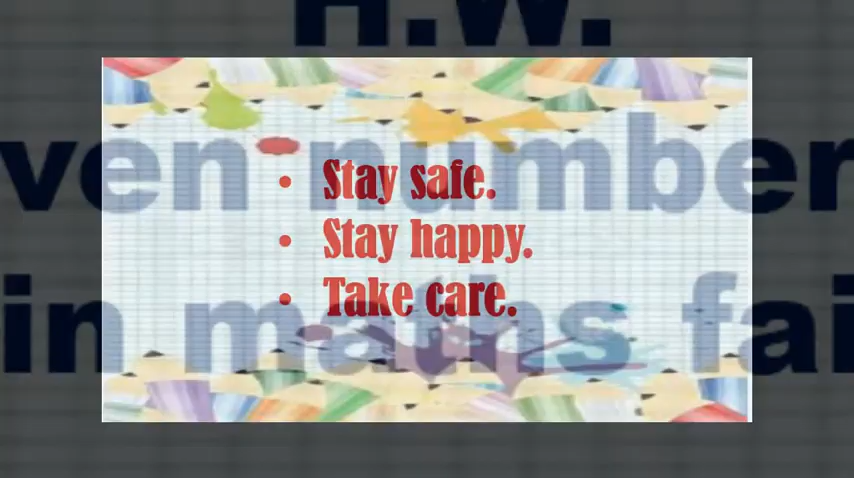 H.W.
ven number
• Stay safe.
• Stay happy.
• Take care.
in maths fai